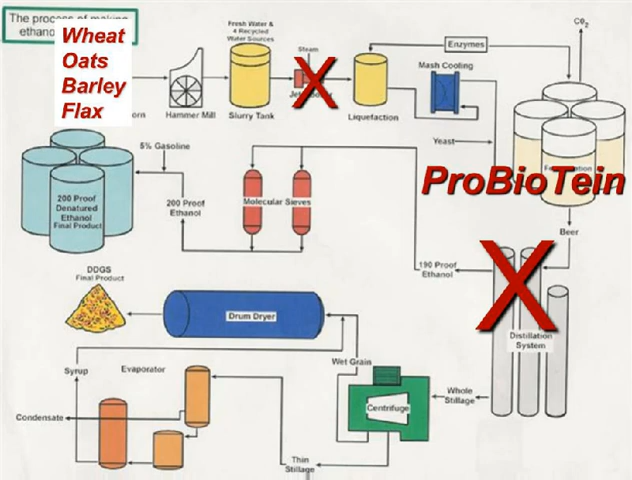 The process of making
ethano
Wheat
Oats
Barley
Flax
orn
Hammer Mill
Fresh Water &
4 Recycled
Water Sources
Slurry Tank
Steam
X
Liquefaction
Enzymes
Mash Cooling
Yeast
CO2
ProBioTein
Beer
5% Gasoline
200 Proof
Denatured
Ethanol
Final Product
200 Proof
Ethanol
Molecular Sieves
190 Proof
Ethanol
X
Distillation
System
DDGS
Final Product
Drum Dryer
Wet Grain
Syrup
Evaporator
Condensate
Centrifuge
Whole
Stillage
Thin
Stillage